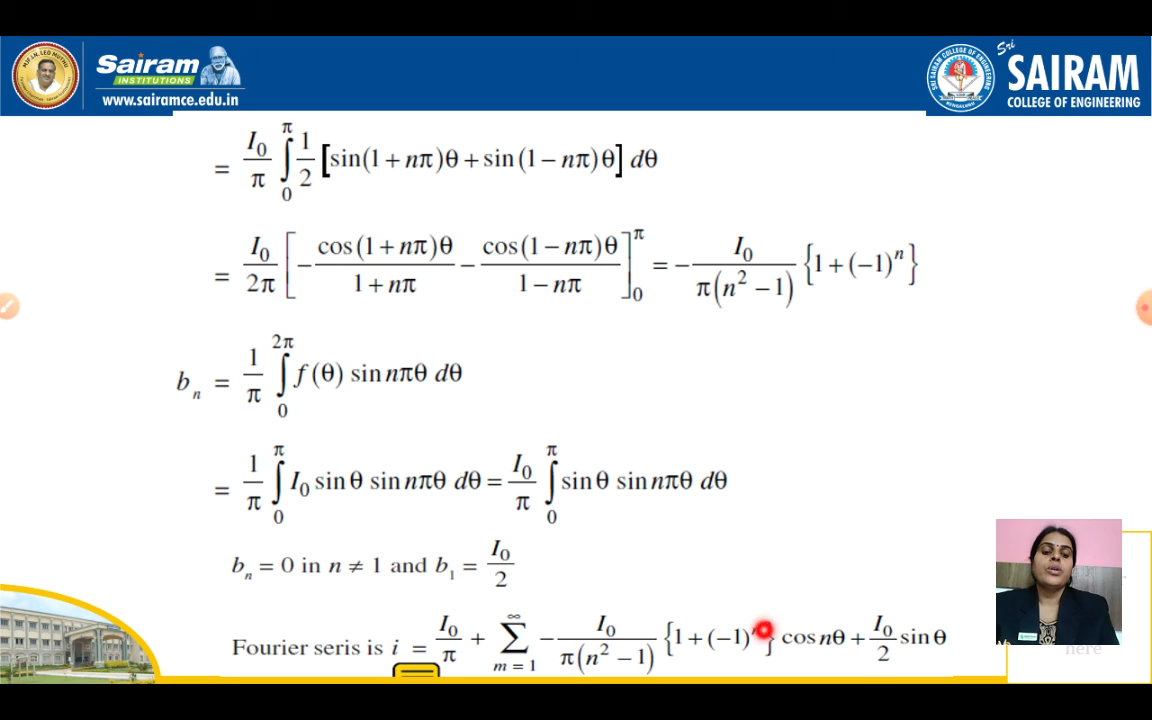 Sairam
INSTITUTIONS
www.sairamce.edu.in
Sri
SAIRAM
COLLEGE OF ENGINEERING
= I₀/π ∫₀^π 1/2 [sin(1 + nπ)θ + sin(1 − nπ)θ] dθ
= I₀/2π [− cos(1 + nπ)θ/(1 + nπ) − cos(1 − nπ)θ/(1 − nπ)]₀^π = − I₀/π(n² − 1) {1 + (−1)ⁿ}
bₙ = 1/π ∫₀^2π f(θ) sin nπθ dθ
= 1/π ∫₀^π I₀ sin θ sin nπθ dθ = I₀/π ∫₀^π sin θ sin nπθ dθ
bₙ = 0 in n ≠ 1 and b₁ = I₀/2
Fourier seris is i = I₀/π + ∑_{m = 1}^∞ − I₀/π(n² − 1) {1 + (−1)ⁿ} cos nθ + I₀/2 sin θ
here